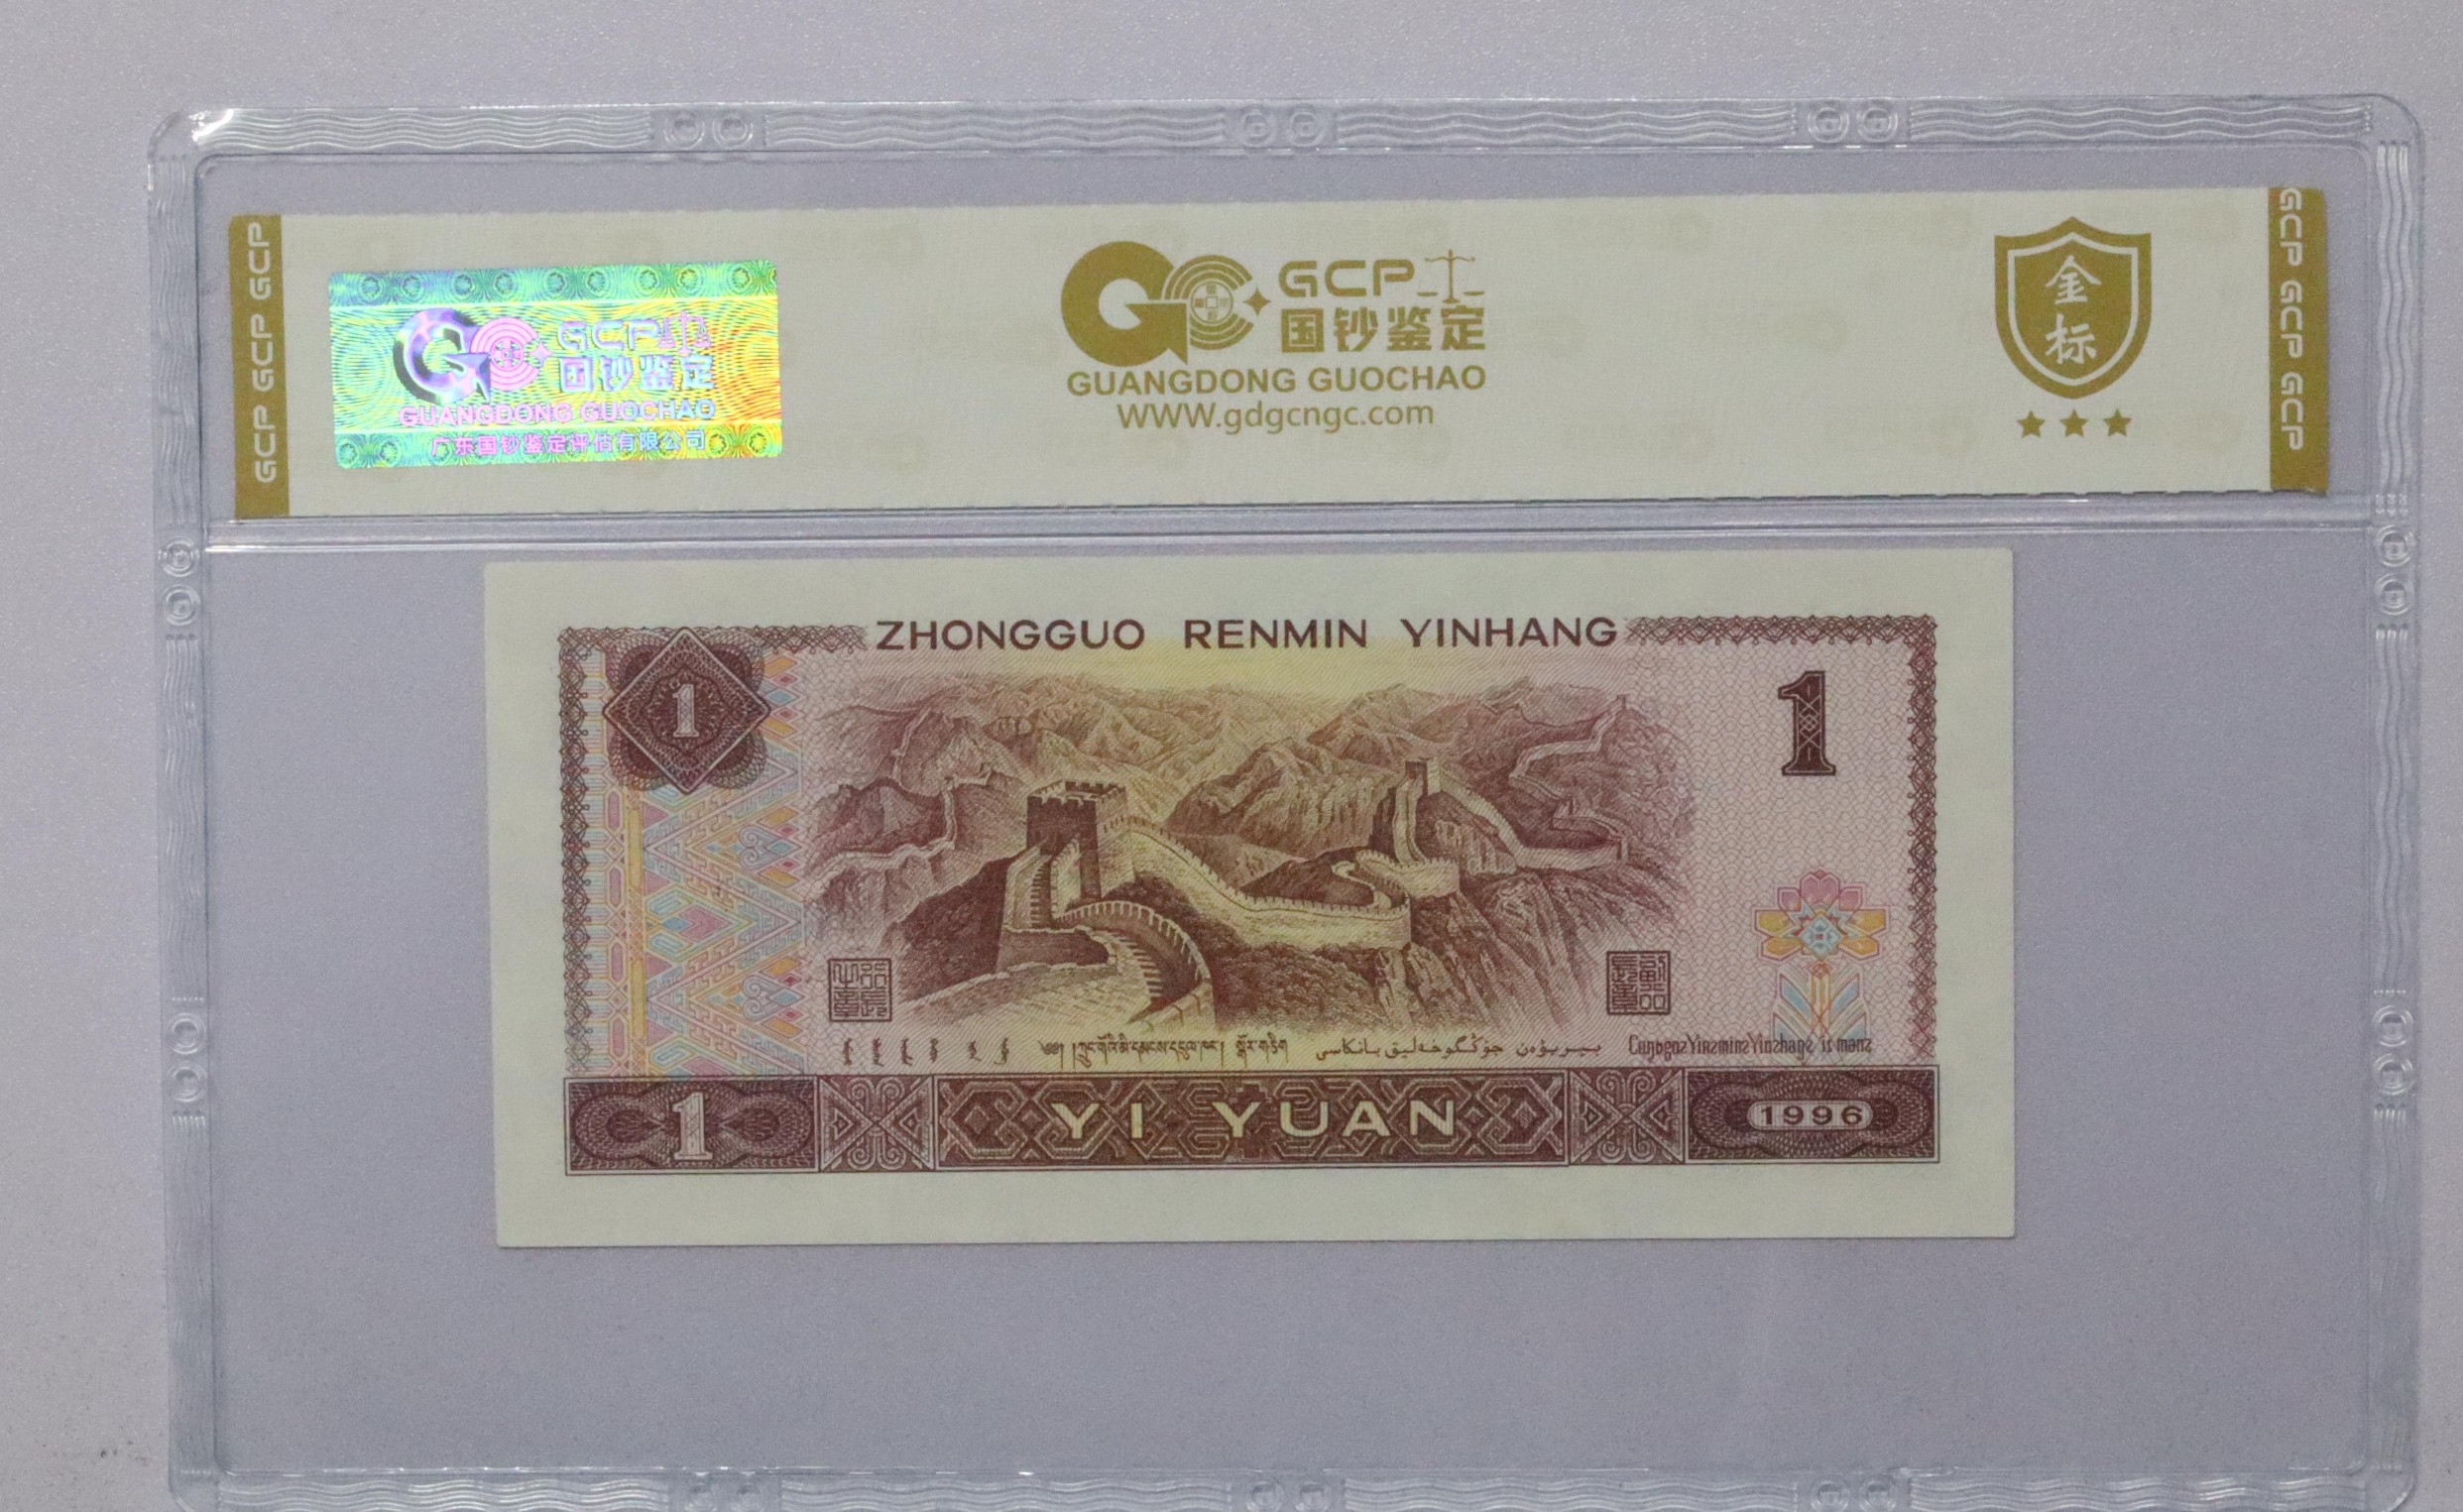 GCP GCP GCP
GCP
国钞鉴定
GUANGDONG GUOCHAO
广东国钞鉴定评估有限公司
GCP
国钞鉴定
GUANGDONG GUOCHAO
WWW.gdgcngc.com
金
标
GCP GCP GCP
ZHONGGUO RENMIN YINHANG
1
1
YI YUAN
1
1996